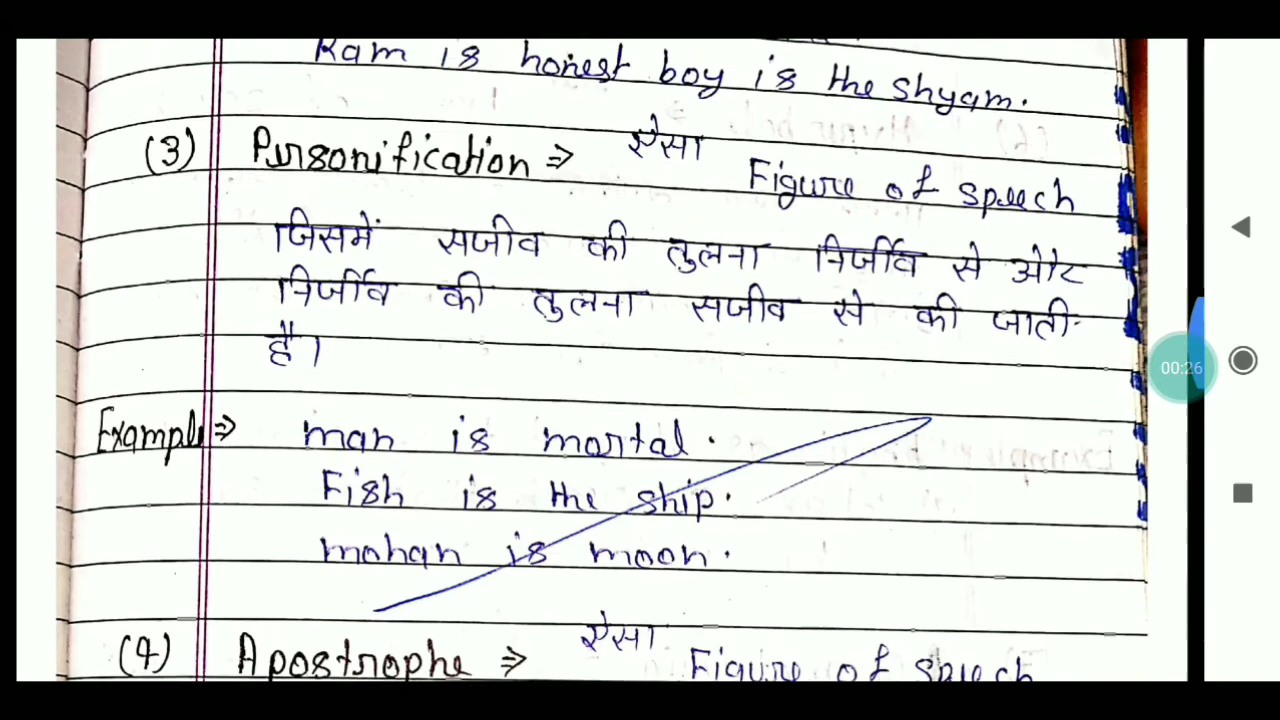 Ram is honest boy is the shyam.
(3) Personification ⇒ ऐसा Figure of speech
जिसमें सजीव की तुलना निर्जीव से और
निर्जीव की तुलना सजीव से की जाती
है।
Example ⇒ man is mortal.
Fish is the ship.
mohan is moon.
(4) Apostrophe ⇒ ऐसा Figure of speech
00:26